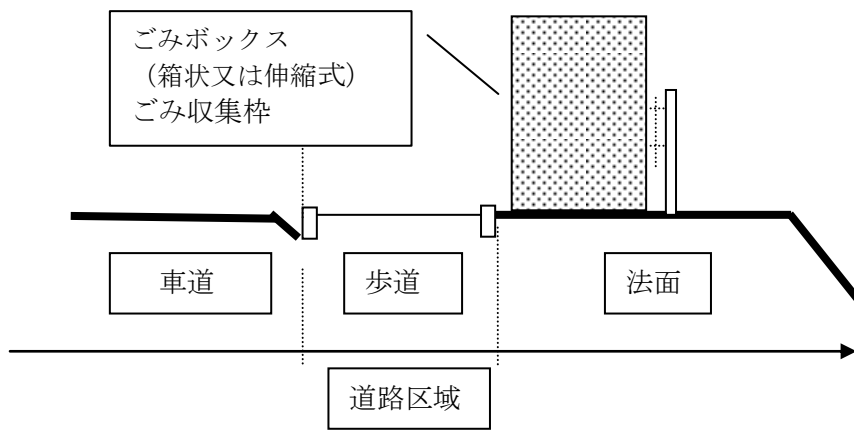 ごみボックス
（箱状又は伸縮式）
ごみ収集枠
車道
歩道
法面
道路区域